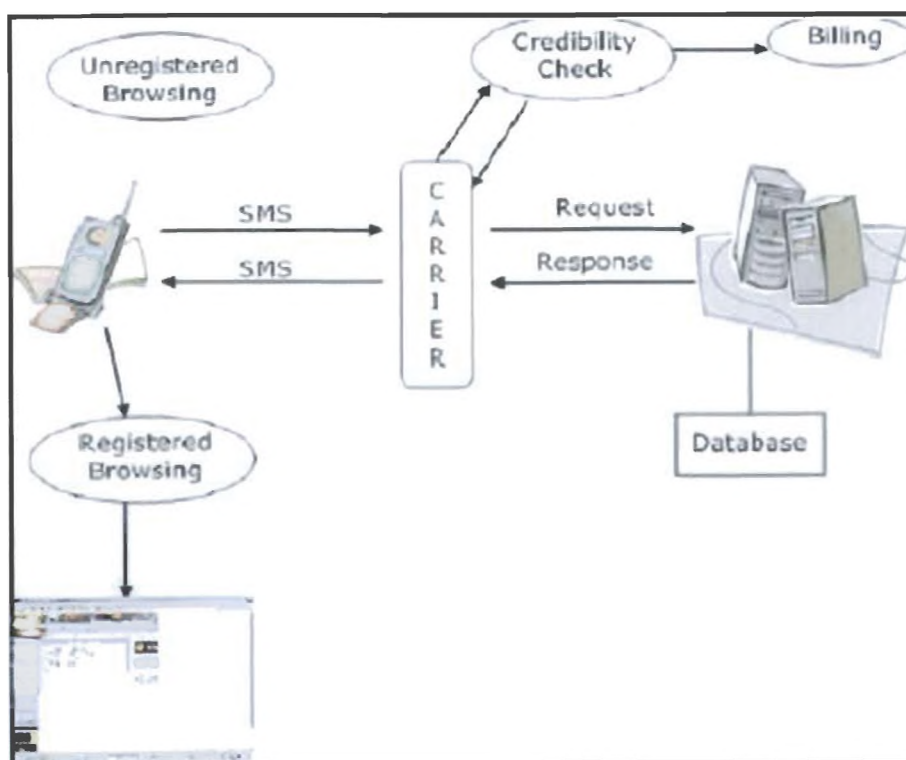 Credibility
Check
Billing
Unregistered
Browsing
C
A
R
R
I
E
R
SMS
Request
SMS
Response
Registered
Browsing
Database